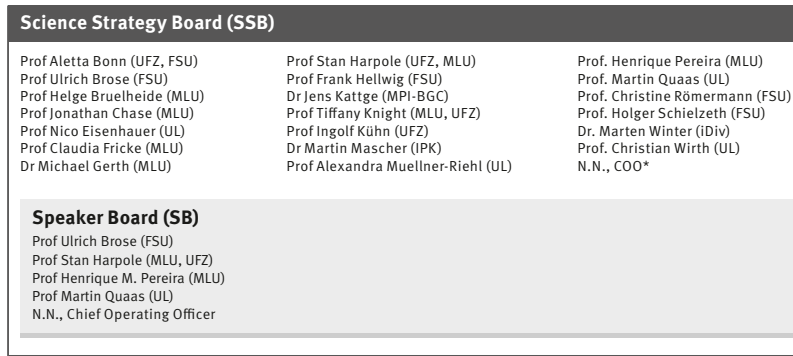 Science Strategy Board (SSB)
Prof Aletta Bonn (UFZ, FSU)
Prof Ulrich Brose (FSU)
Prof Helge Bruelheide (MLU)
Prof Jonathan Chase (MLU)
Prof Nico Eisenhauer (UL)
Prof Claudia Fricke (MLU)
Dr Michael Gerth (MLU)
Prof Stan Harpole (UFZ, MLU)
Prof Frank Hellwig (FSU)
Dr Jens Kattge (MPI-BGC)
Prof Tiffany Knight (MLU, UFZ)
Prof Ingolf Kühn (UFZ)
Dr Martin Mascher (IPK)
Prof Alexandra Muellner-Riehl (UL)
Prof. Henrique Pereira (MLU)
Prof. Martin Quaas (UL)
Prof. Christine Römermann (FSU)
Prof. Holger Schielzeth (FSU)
Dr. Marten Winter (iDiv)
Prof. Christian Wirth (UL)
N.N., COO*
Speaker Board (SB)
Prof Ulrich Brose (FSU)
Prof Stan Harpole (MLU, UFZ)
Prof Henrique M. Pereira (MLU)
Prof Martin Quaas (UL)
N.N., Chief Operating Officer